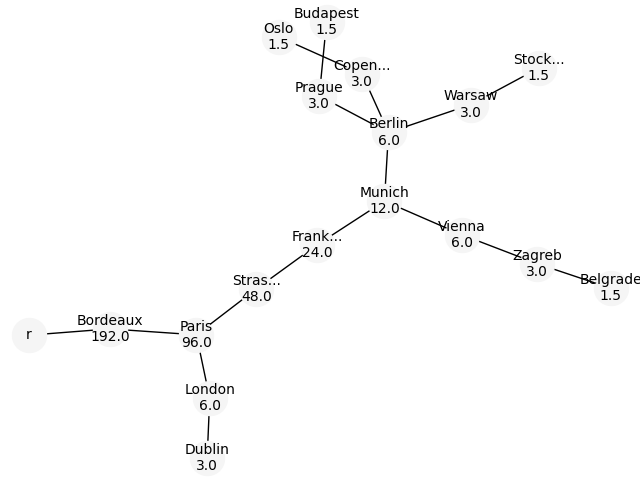 Budapest
1.5
Oslo
1.5
Copen...
3.0
Stock...
1.5
Prague
3.0
Warsaw
3.0
Berlin
6.0
Munich
12.0
Vienna
6.0
Frank...
24.0
Zagreb
3.0
Belgrade
1.5
Stras...
48.0
r
Bordeaux
192.0
Paris
96.0
London
6.0
Dublin
3.0